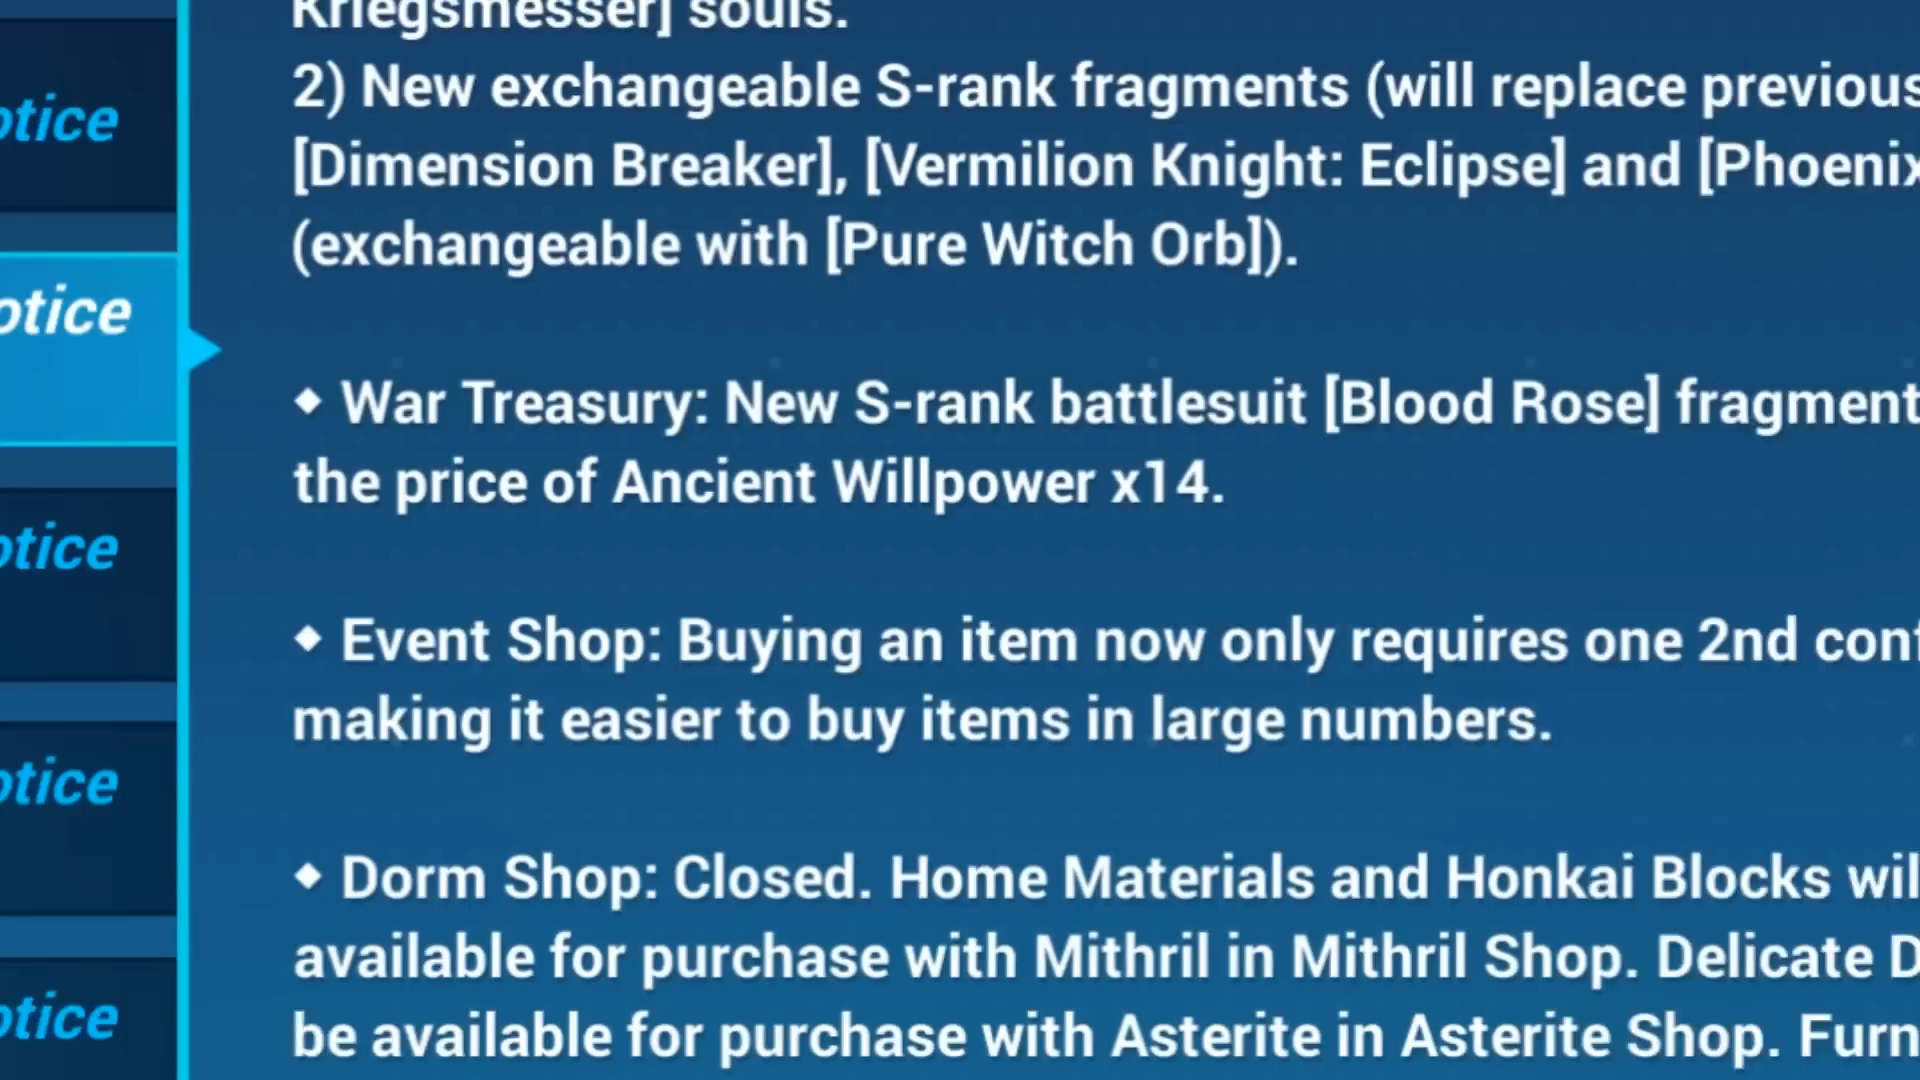 Kriegsmesser] souls.
2) New exchangeable S-rank fragments (will replace previous
[Dimension Breaker], [Vermilion Knight: Eclipse] and [Phoenix
(exchangeable with [Pure Witch Orb]).
◆ War Treasury: New S-rank battlesuit [Blood Rose] fragment
the price of Ancient Willpower x14.
◆ Event Shop: Buying an item now only requires one 2nd
making it easier to buy items in large numbers.
◆ Dorm Shop: Closed. Home Materials and Honkai Blocks
available for purchase with Mithril in Mithril Shop. Delicate
be available for purchase with Asterite in Asterite Shop.
otice
otice
otice
otice
otice